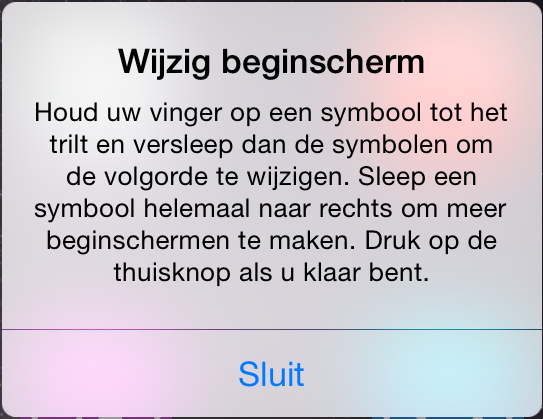 Wijzig beginscherm
Houd uw vinger op een symbool tot het
trilt en versleep dan de symbolen om
de volgorde te wijzigen. Sleep een
symbool helemaal naar rechts om meer
beginschermen te maken. Druk op de
thuisknop als u klaar bent.
Sluit